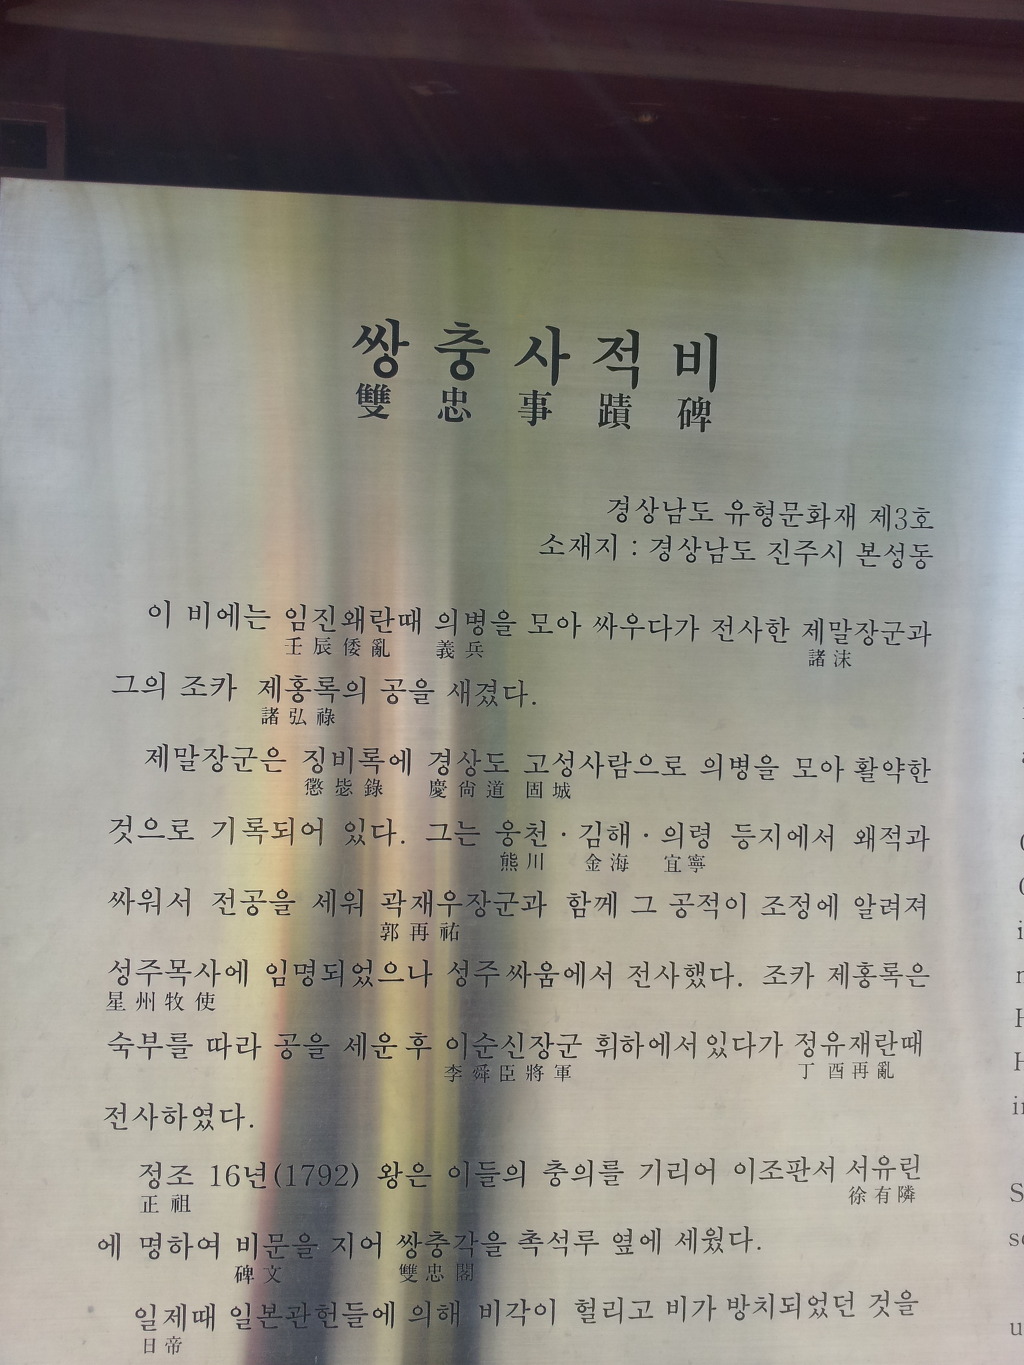 쌍충사적비
雙忠事蹟碑
경상남도 유형문화재 제3호
소재지 : 경상남도 진주시 본성동
이 비에는 임진왜란때 의병을 모아 싸우다가 전사한 제말장군과
壬辰倭亂 義兵 諸沫
그의 조카 제홍록의 공을 새겼다.
諸弘祿
제말장군은 징비록에 경상도 고성사람으로 의병을 모아 활약한
懲毖錄 慶尙道 固城
것으로 기록되어 있다. 그는 웅천·김해·의령 등지에서 왜적과
熊川 金海 宜寧
싸워서 전공을 세워 곽재우장군과 함께 그 공적이 조정에 알려져
郭再祐
성주목사에 임명되었으나 성주싸움에서 전사했다. 조카 제홍록은
星州牧使
숙부를 따라 공을 세운후 이순신장군 휘하에서있다가 정유재란때
李舜臣將軍 丁酉再亂
전사하였다.
정조 16년(1792) 왕은 이들의 충의를 기리어 이조판서 서유린
正祖 徐有隣
에 명하여 비문을 지어 쌍충각을 촉석루 옆에 세웠다.
碑文 雙忠閣
일제때 일본관헌들에 의해 비각이 헐리고 비가 방치되었던 것을
日帝